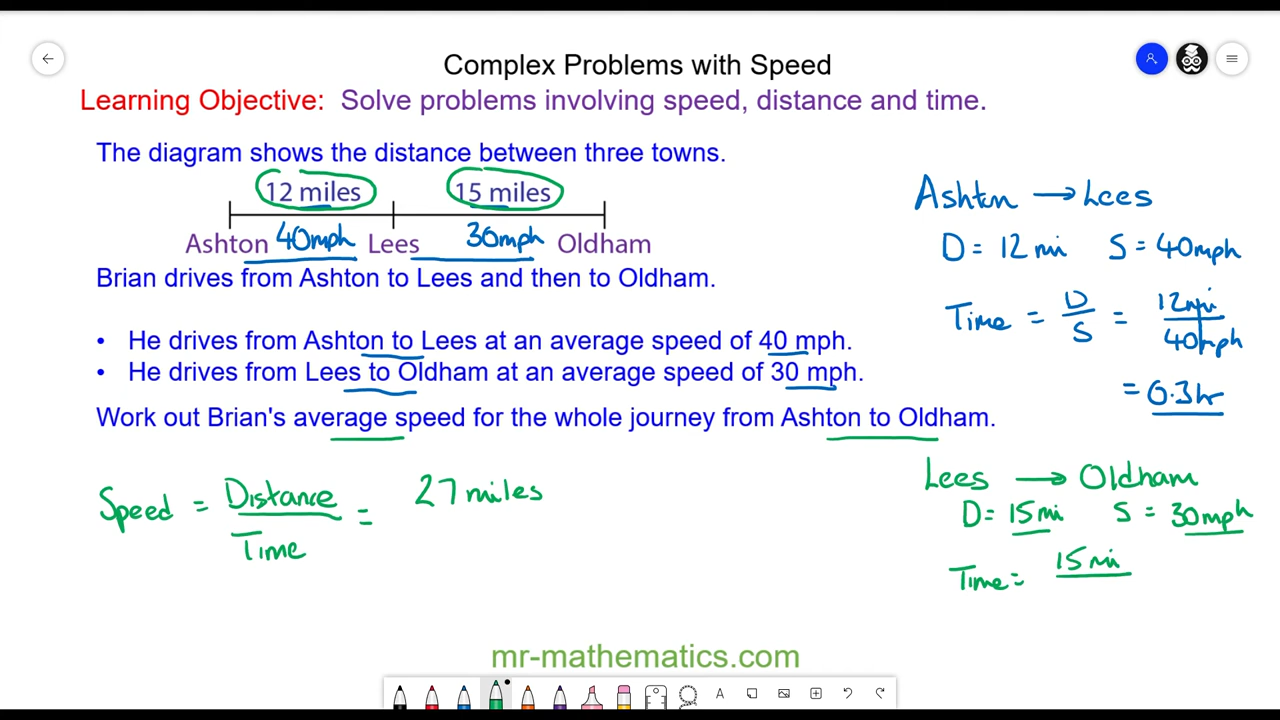 Complex Problems with Speed
Learning Objective: Solve problems involving speed, distance and time.
The diagram shows the distance between three towns.
12 miles 15 miles
Ashton 40mph Lees 30mph Oldham
Brian drives from Ashton to Lees and then to Oldham.
• He drives from Ashton to Lees at an average speed of 40 mph.
• He drives from Lees to Oldham at an average speed of 30 mph.
Work out Brian's average speed for the whole journey from Ashton to Oldham.
Speed = Distance / Time = 27 miles
Ashton → Lees
D = 12 mi S = 40mph
Time = D / S = 12mi / 40mph
= 0.3hr
Lees → Oldham
D = 15mi S = 30mph
Time = 15mi
mr-mathematics.com
A